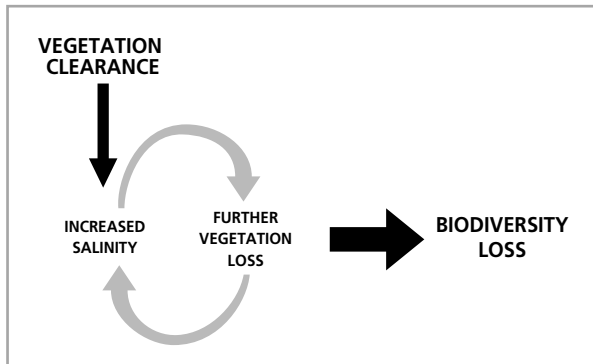 VEGETATION
CLEARANCE
INCREASED
SALINITY
FURTHER
VEGETATION
LOSS
BIODIVERSITY
LOSS